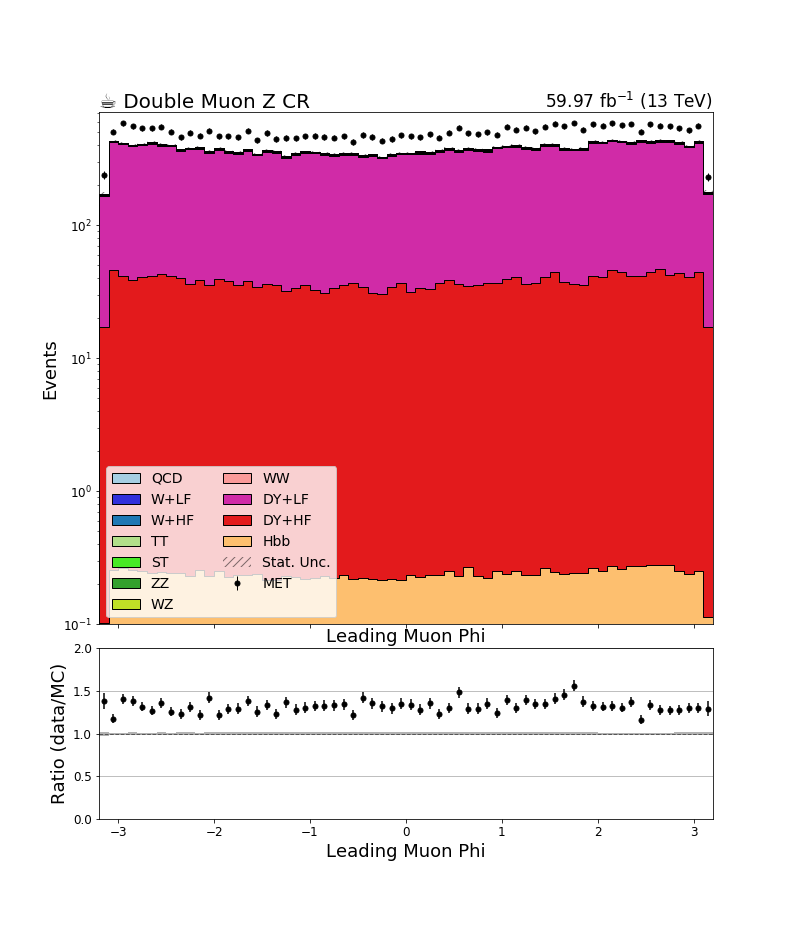 ☕ Double Muon Z CR
59.97 fb⁻¹ (13 TeV)
Events
10²
10¹
10⁰
10⁻¹
QCD
W+LF
W+HF
TT
ST
ZZ
WZ
WW
DY+LF
DY+HF
Hbb
Stat. Unc.
MET
Leading Muon Phi
Ratio (data/MC)
2.0
1.5
1.0
0.5
0.0
−3 −2 −1 0 1 2 3
Leading Muon Phi